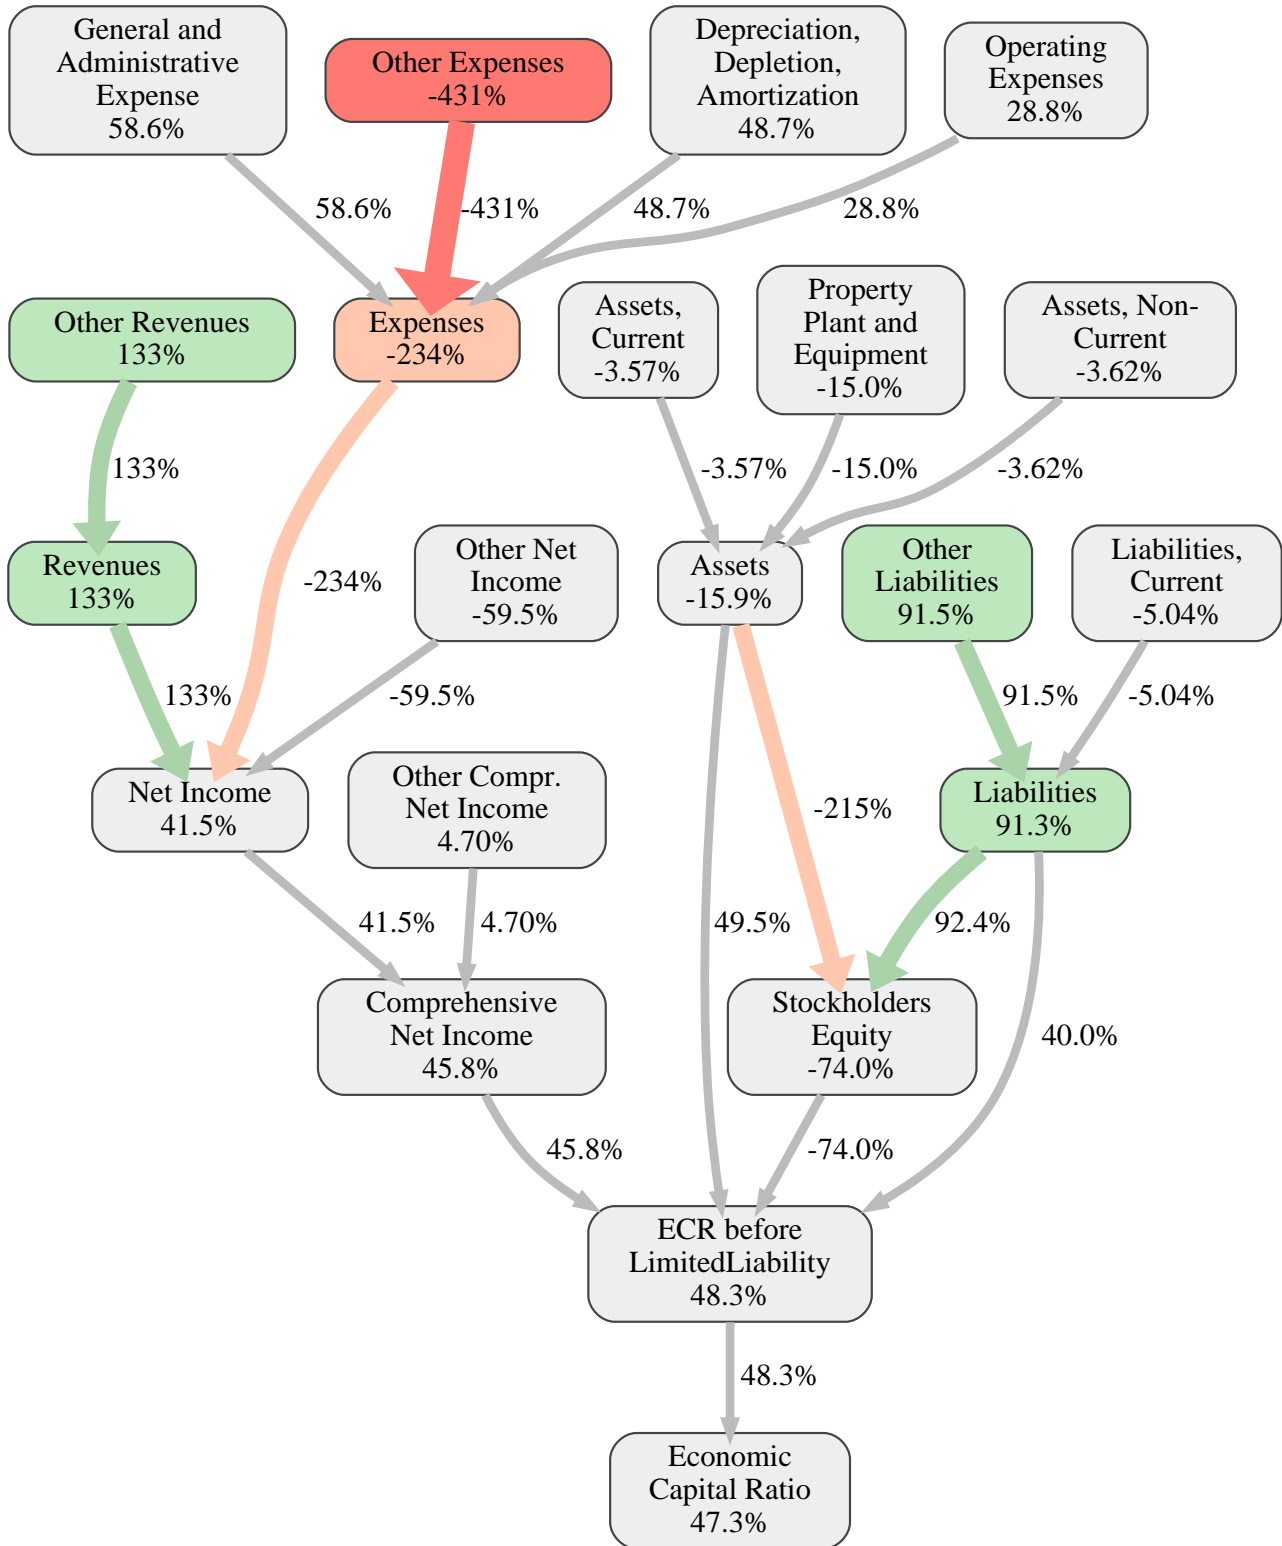 General and
Administrative
Expense
58.6%
Other Expenses
-431%
Depreciation,
Depletion,
Amortization
48.7%
Operating
Expenses
28.8%
58.6%
-431%
48.7%
28.8%
Other Revenues
133%
Expenses
-234%
Assets,
Current
-3.57%
Property
Plant and
Equipment
-15.0%
Assets, Non-
Current
-3.62%
133%
-234%
-3.57%
-15.0%
-3.62%
Revenues
133%
Other Net
Income
-59.5%
Assets
-15.9%
Other
Liabilities
91.5%
Liabilities,
Current
-5.04%
133%
-59.5%
91.5%
-5.04%
Net Income
41.5%
Other Compr.
Net Income
4.70%
-215%
Liabilities
91.3%
41.5%
4.70%
49.5%
92.4%
40.0%
Comprehensive
Net Income
45.8%
Stockholders
Equity
-74.0%
45.8%
-74.0%
ECR before
LimitedLiability
48.3%
48.3%
Economic
Capital Ratio
47.3%